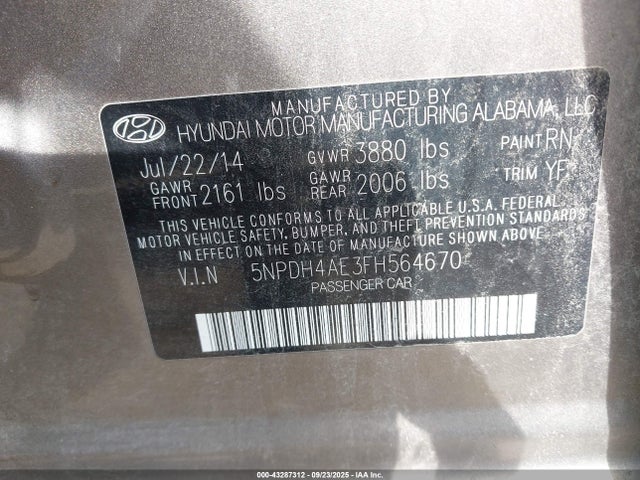 MANUFACTURED BY
HYUNDAI MOTOR MANUFACTURING ALABAMA, LLC
Jul/22/14 GVWR 3880 lbs PAINT RN
GAWR FRONT 2161 lbs GAWR REAR 2006 lbs TRIM YF
THIS VEHICLE CONFORMS TO ALL APPLICABLE U.S.A. FEDERAL
MOTOR VEHICLE SAFETY, BUMPER, AND THEFT PREVENTION STANDARDS
IN EFFECT ON THE DATE OF MANUFACTURE SHOWN ABOVE.
V.I.N 5NPDH4AE3FH564670
PASSENGER CAR
000-43287312 - 09/23/2025 - IAA Inc.